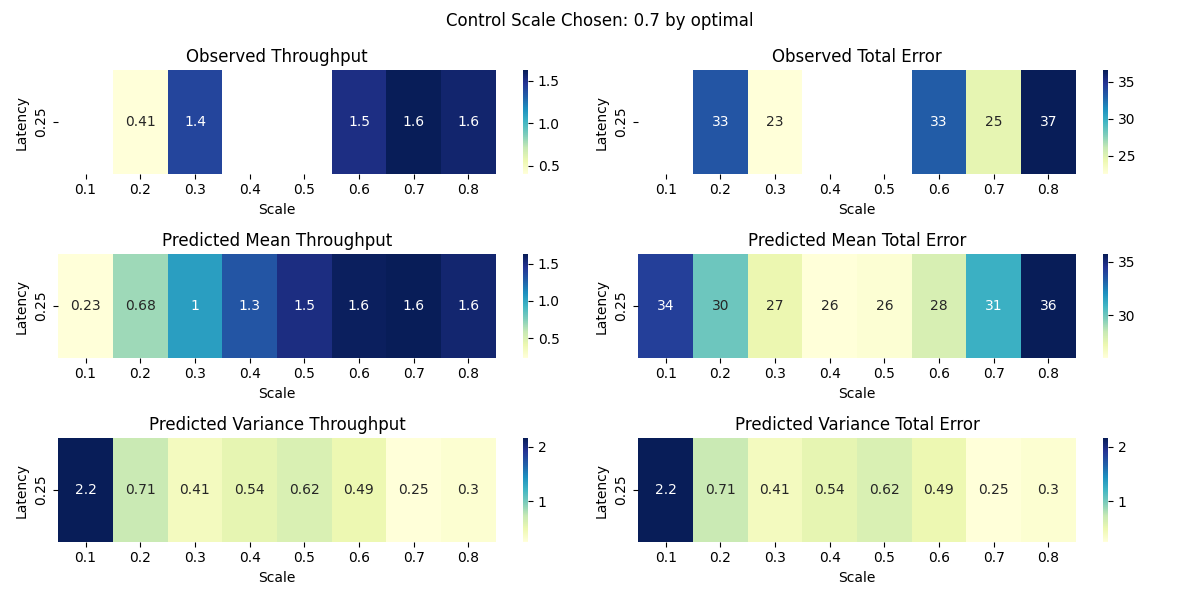 Control Scale Chosen: 0.7 by optimal
Observed Throughput
Latency
0.25
0.41 1.4 1.5 1.6 1.6
0.1 0.2 0.3 0.4 0.5 0.6 0.7 0.8
Scale
1.5
1.0
0.5
Observed Total Error
Latency
0.25
33 23 33 25 37
0.1 0.2 0.3 0.4 0.5 0.6 0.7 0.8
Scale
35
30
25
Predicted Mean Throughput
Latency
0.25
0.23 0.68 1 1.3 1.5 1.6 1.6 1.6
0.1 0.2 0.3 0.4 0.5 0.6 0.7 0.8
Scale
1.5
1.0
0.5
Predicted Mean Total Error
Latency
0.25
34 30 27 26 26 28 31 36
0.1 0.2 0.3 0.4 0.5 0.6 0.7 0.8
Scale
35
30
Predicted Variance Throughput
Latency
0.25
2.2 0.71 0.41 0.54 0.62 0.49 0.25 0.3
0.1 0.2 0.3 0.4 0.5 0.6 0.7 0.8
Scale
2
1
Predicted Variance Total Error
Latency
0.25
2.2 0.71 0.41 0.54 0.62 0.49 0.25 0.3
0.1 0.2 0.3 0.4 0.5 0.6 0.7 0.8
Scale
2
1